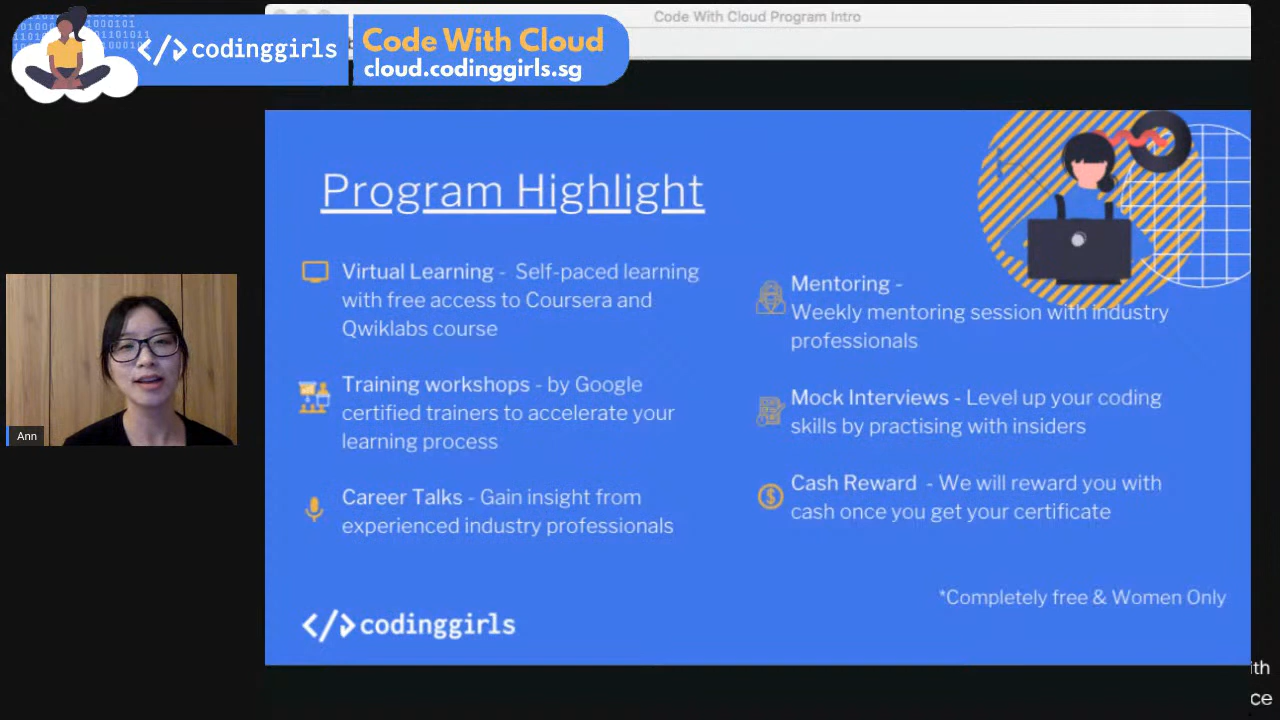 Code With Cloud Program Intro
</>codinggirls
Code With Cloud
cloud.codinggirls.sg
Program Highlight
Virtual Learning - Self-paced learning
with free access to Coursera and
Qwiklabs course
Training workshops - by Google
certified trainers to accelerate your
learning process
Career Talks - Gain insight from
experienced industry professionals
Mentoring -
Weekly mentoring session with industry
professionals
Mock Interviews - Level up your coding
skills by practising with insiders
Cash Reward - We will reward you with
cash once you get your certificate
*Completely free & Women Only
</>codinggirls
Ann
ith
ce